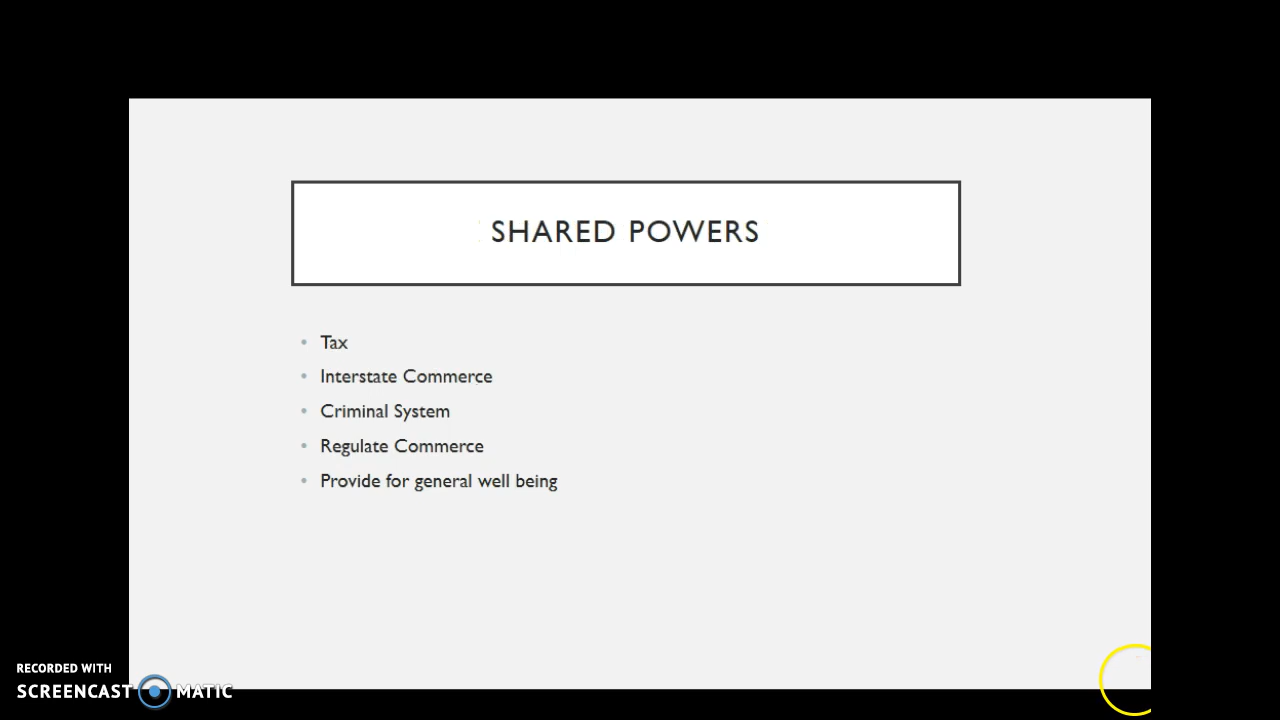 SHARED POWERS
• Tax
• Interstate Commerce
• Criminal System
• Regulate Commerce
• Provide for general well being
RECORDED WITH
SCREENCAST MATIC